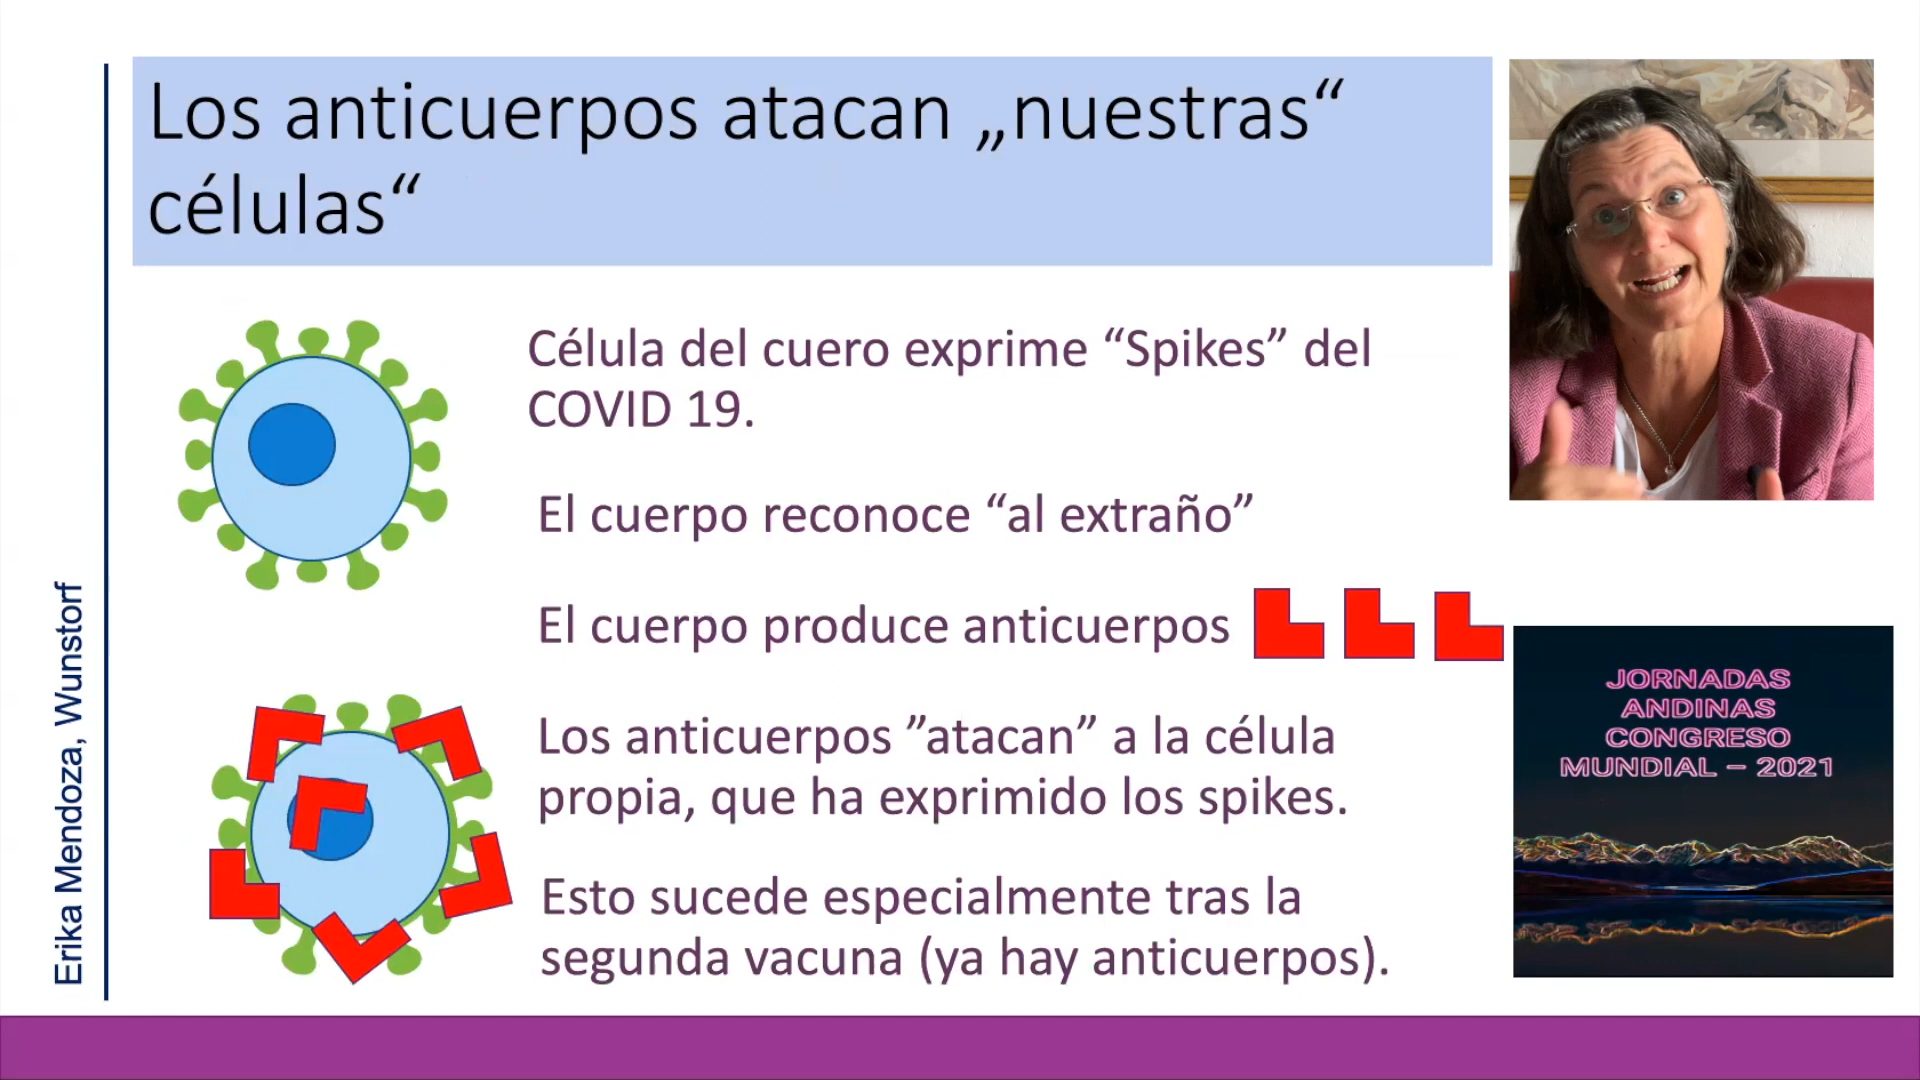 Los anticuerpos atacan „nuestras“
células“
Célula del cuero exprime “Spikes” del
COVID 19.
El cuerpo reconoce “al extraño”
El cuerpo produce anticuerpos
Los anticuerpos ”atacan” a la célula
propia, que ha exprimido los spikes.
Esto sucede especialmente tras la
segunda vacuna (ya hay anticuerpos).
Erika Mendoza, Wunstorf
JORNADAS
ANDINAS
CONGRESO
MUNDIAL – 2021